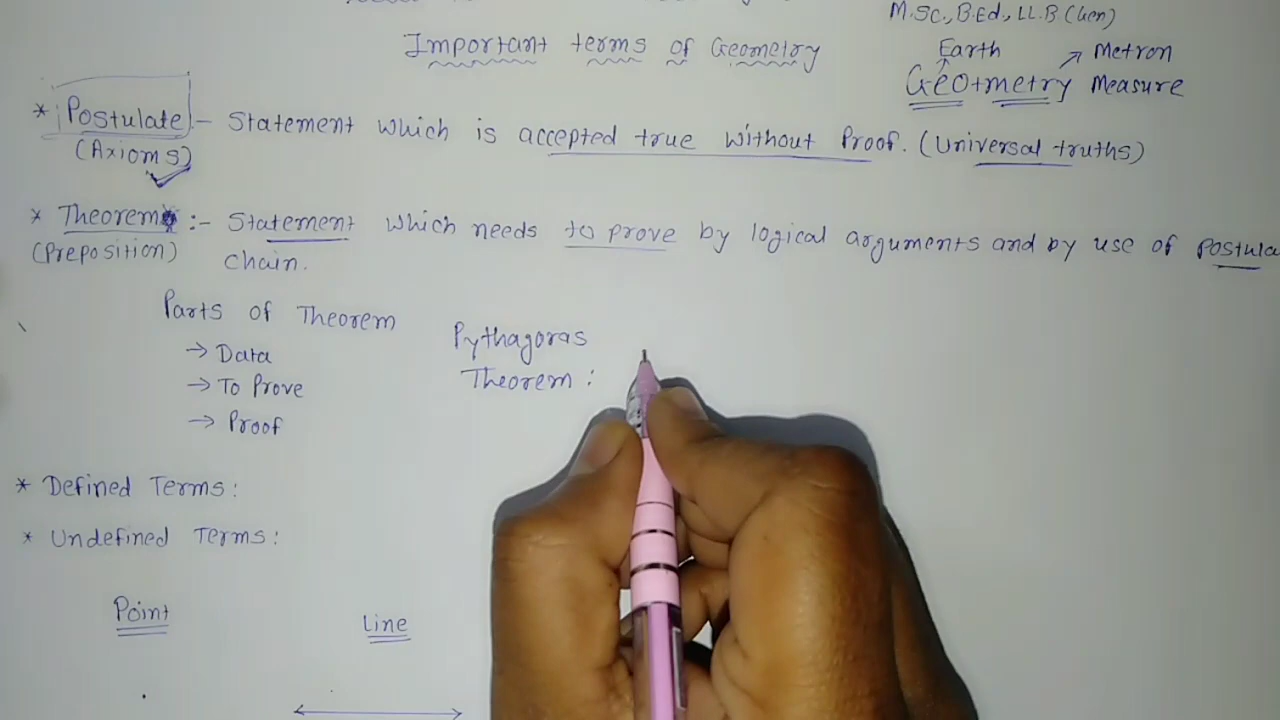 M.Sc., B.Ed., LL.B (Gen)
Important terms of Geometry
Earth Metron
GEO+metry Measure
* Postulate :- Statement which is accepted true without Proof. (Universal truths)
(Axioms)
* Theorem :- Statement which needs to prove by logical arguments and by use of postula
(Preposition) chain.
Parts of Theorem
→ Data
→ To Prove
→ Proof
Pythagoras
Theorem :
* Defined Terms :
* Undefined Terms :
Point Line